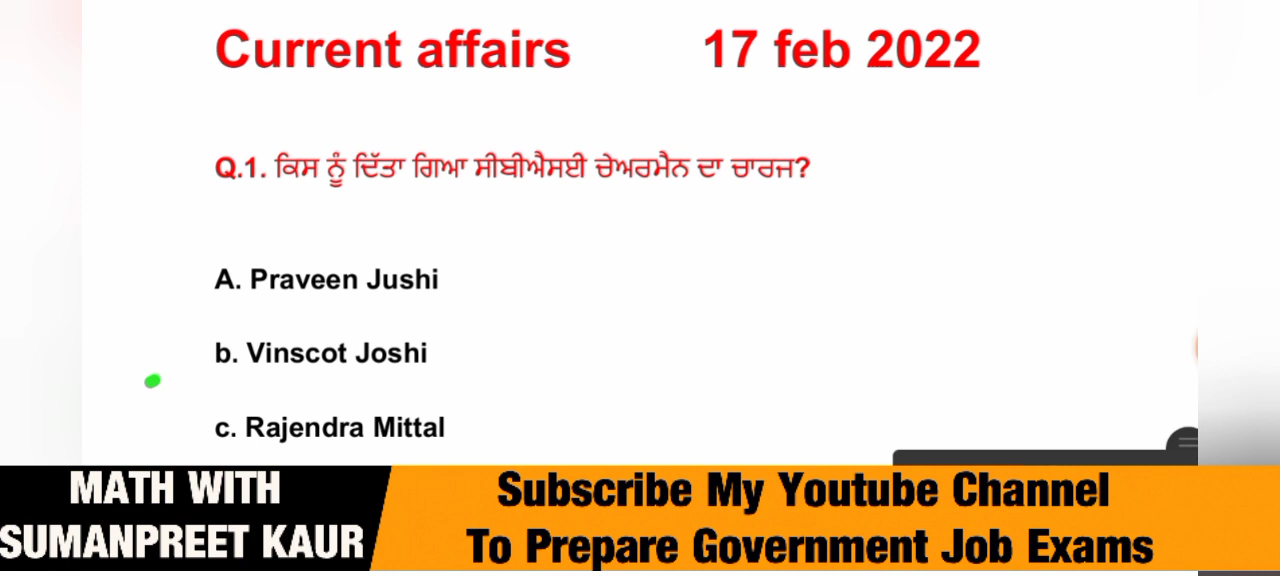 Current affairs 17 feb 2022
Q.1. ਕਿਸ ਨੂੰ ਦਿੱਤਾ ਗਿਆ ਸੀਬੀਐਸਈ ਚੇਅਰਮੈਨ ਦਾ ਚਾਰਜ?
A. Praveen Jushi
b. Vinscot Joshi
c. Rajendra Mittal
MATH WITH
SUMANPREET KAUR
Subscribe My Youtube Channel
To Prepare Government Job Exams